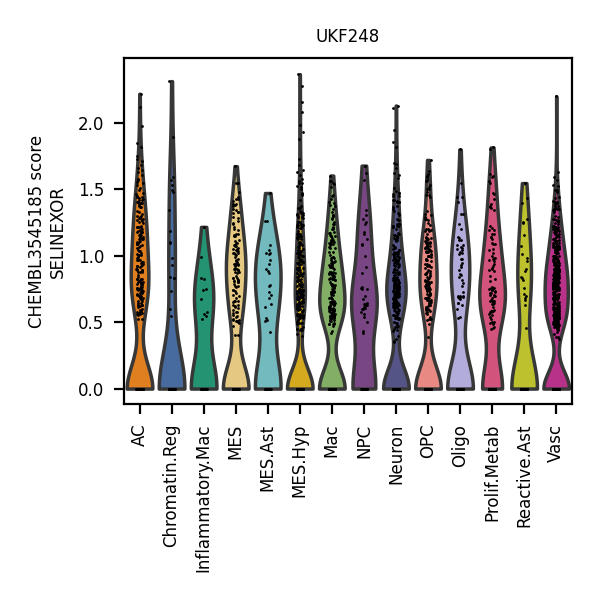 UKF248
CHEMBL3545185 score
SELINEXOR
2.0
1.5
1.0
0.5
0.0
AC
Chromatin.Reg
Inflammatory.Mac
MES
MES.Ast
MES.Hyp
Mac
NPC
Neuron
OPC
Oligo
Prolif.Metab
Reactive.Ast
Vasc